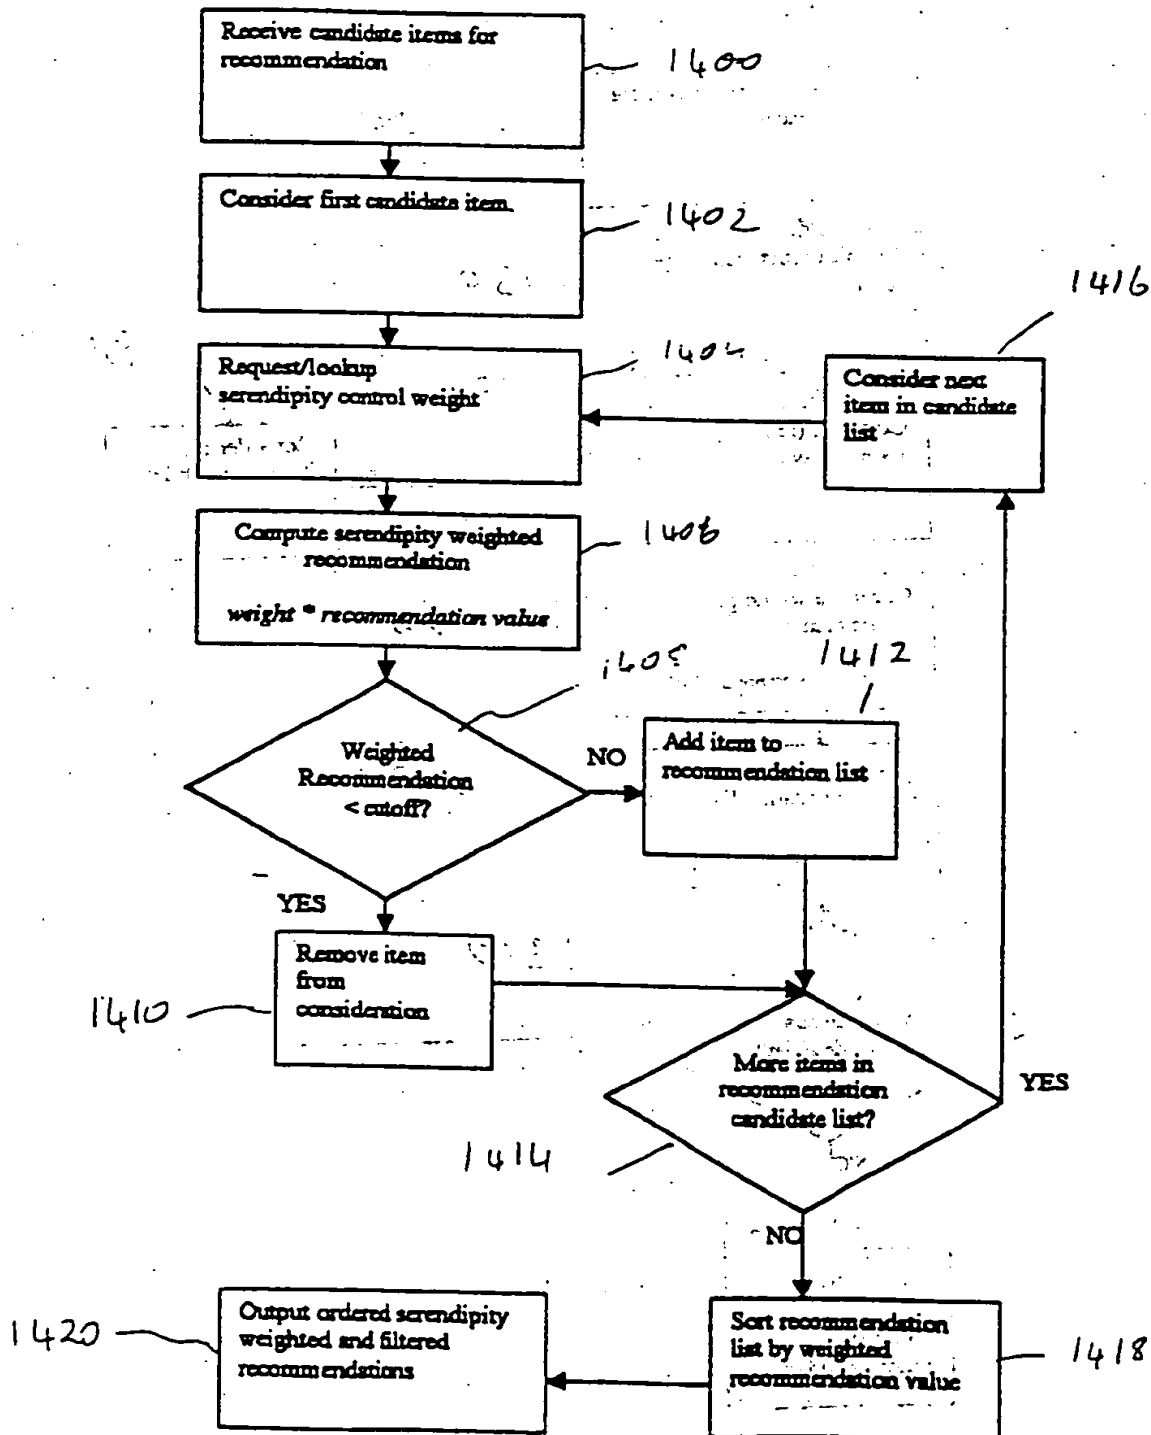 Receive candidate items for
recommendation
1400
Consider first candidate item.
1402
1416
Request/lookup
serendipity control weight
Consider next
item in candidate
list
Compute serendipity weighted
recommendation
weight * recommendation value
1406
1412
Weighted
Recommendation
< cutoff?
NO
Add item to
recommendation list
YES
Remove item
from
consideration
1410
More items in
recommendation
candidate list?
YES
1414
NO
Output ordered serendipity
weighted and filtered
recommendations
1420
Sort recommendation
list by weighted
recommendation value
1418